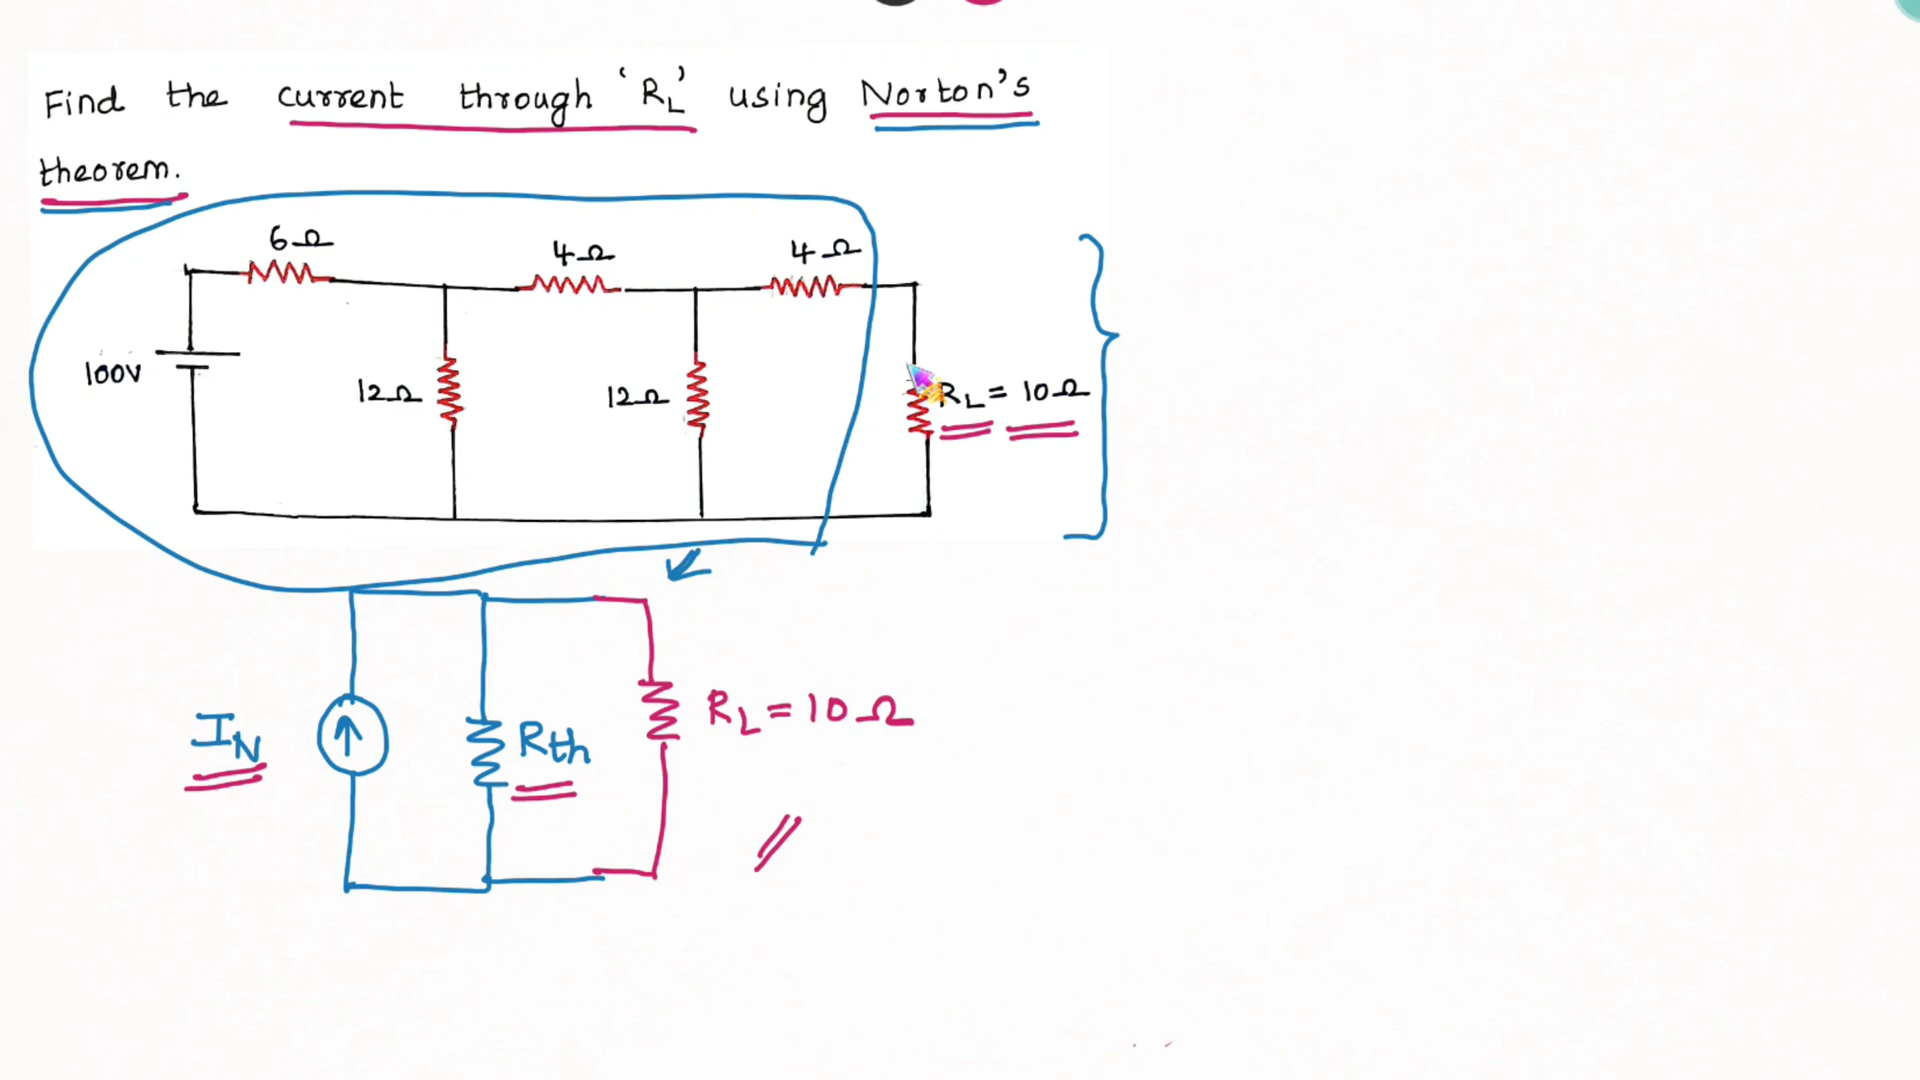 Find the current through 'RL' using Norton's
theorem.
6Ω
4Ω
4Ω
100V
12Ω
12Ω
RL = 10Ω
IN
Rth
RL = 10Ω